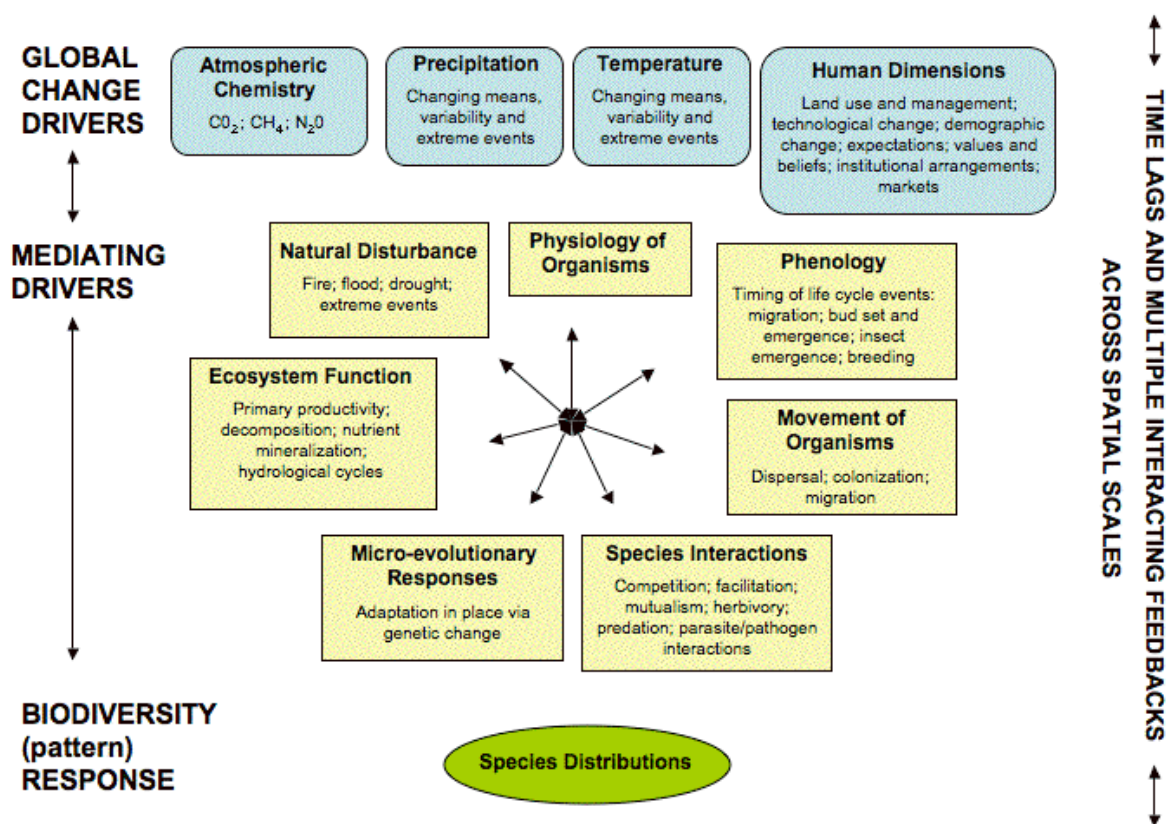 GLOBAL
CHANGE
DRIVERS
Atmospheric
Chemistry
C0₂; CH₄; N₂0
Precipitation
Changing means,
variability and
extreme events
Temperature
Changing means,
variability and
extreme events
Human Dimensions
Land use and management;
technological change; demographic
change; expectations; values and
beliefs; institutional arrangements;
markets
MEDIATING
DRIVERS
Natural Disturbance
Fire; flood; drought;
extreme events
Physiology of
Organisms
Phenology
Timing of life cycle events:
migration; bud set and
emergence; insect
emergence; breeding
Ecosystem Function
Primary productivity;
decomposition; nutrient
mineralization;
hydrological cycles
Movement of
Organisms
Dispersal; colonization;
migration
Micro-evolutionary
Responses
Adaptation in place via
genetic change
Species Interactions
Competition; facilitation;
mutualism; herbivory;
predation; parasite/pathogen
interactions
BIODIVERSITY
(pattern)
RESPONSE
Species Distributions
TIME LAGS AND MULTIPLE INTERACTING FEEDBACKS
ACROSS SPATIAL SCALES